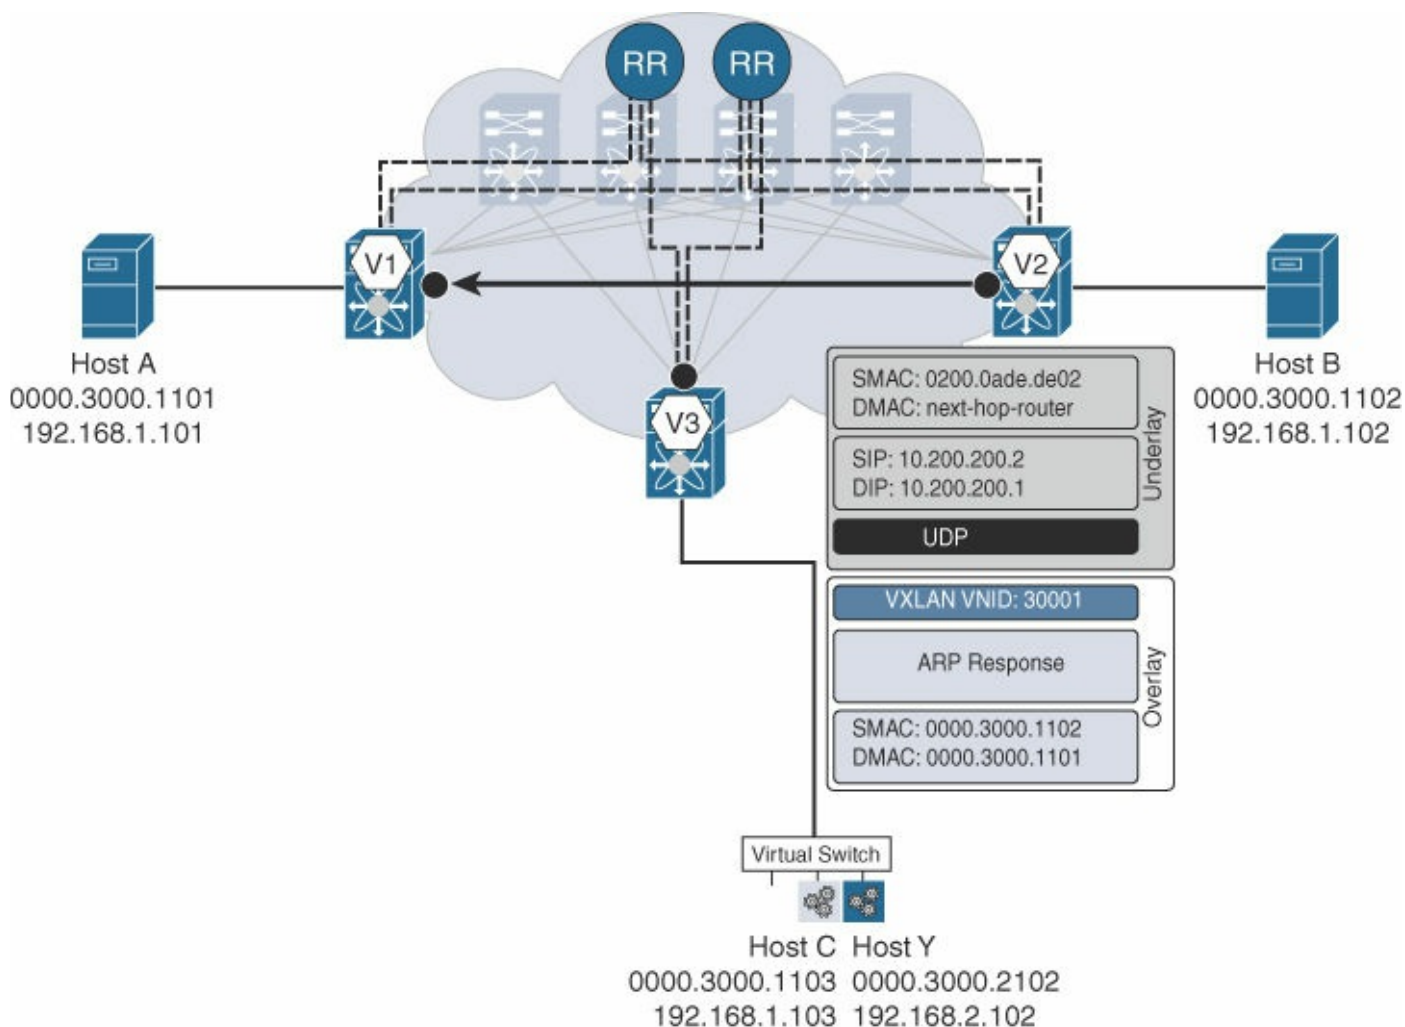 RR
RR
V1
V2
Host A
0000.3000.1101
192.168.1.101
Host B
0000.3000.1102
192.168.1.102
V3
SMAC: 0200.0ade.de02
DMAC: next-hop-router
SIP: 10.200.200.2
DIP: 10.200.200.1
UDP
Underlay
VXLAN VNID: 30001
ARP Response
SMAC: 0000.3000.1102
DMAC: 0000.3000.1101
Overlay
Virtual Switch
Host C
0000.3000.1103
192.168.1.103
Host Y
0000.3000.2102
192.168.2.102